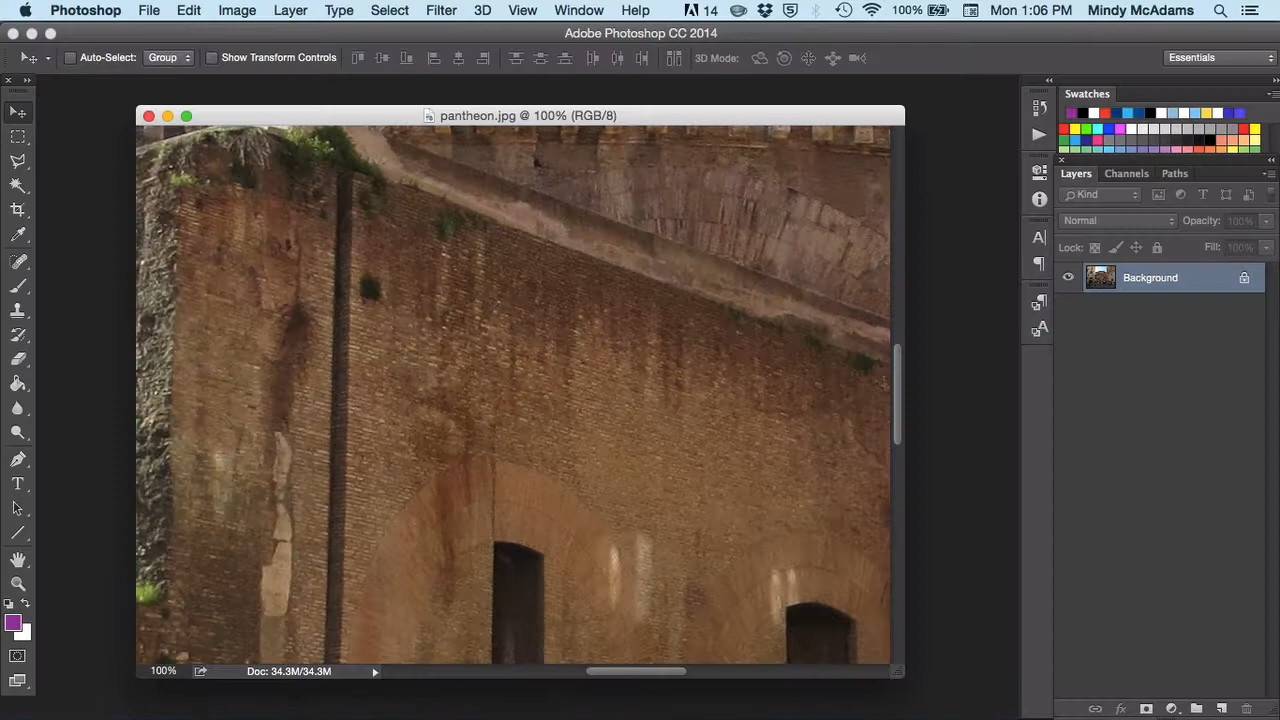 Photoshop File Edit Image Layer Type Select Filter 3D View Window Help 14 100% Mon 1:06 PM Mindy McAdams
Adobe Photoshop CC 2014
Auto-Select: Group Show Transform Controls 3D Mode: Essentials
pantheon.jpg @ 100% (RGB/8)
Swatches
Layers Channels Paths
Kind
Normal Opacity: 100%
Lock: Fill: 100%
Background
100% Doc: 34.3M/34.3M